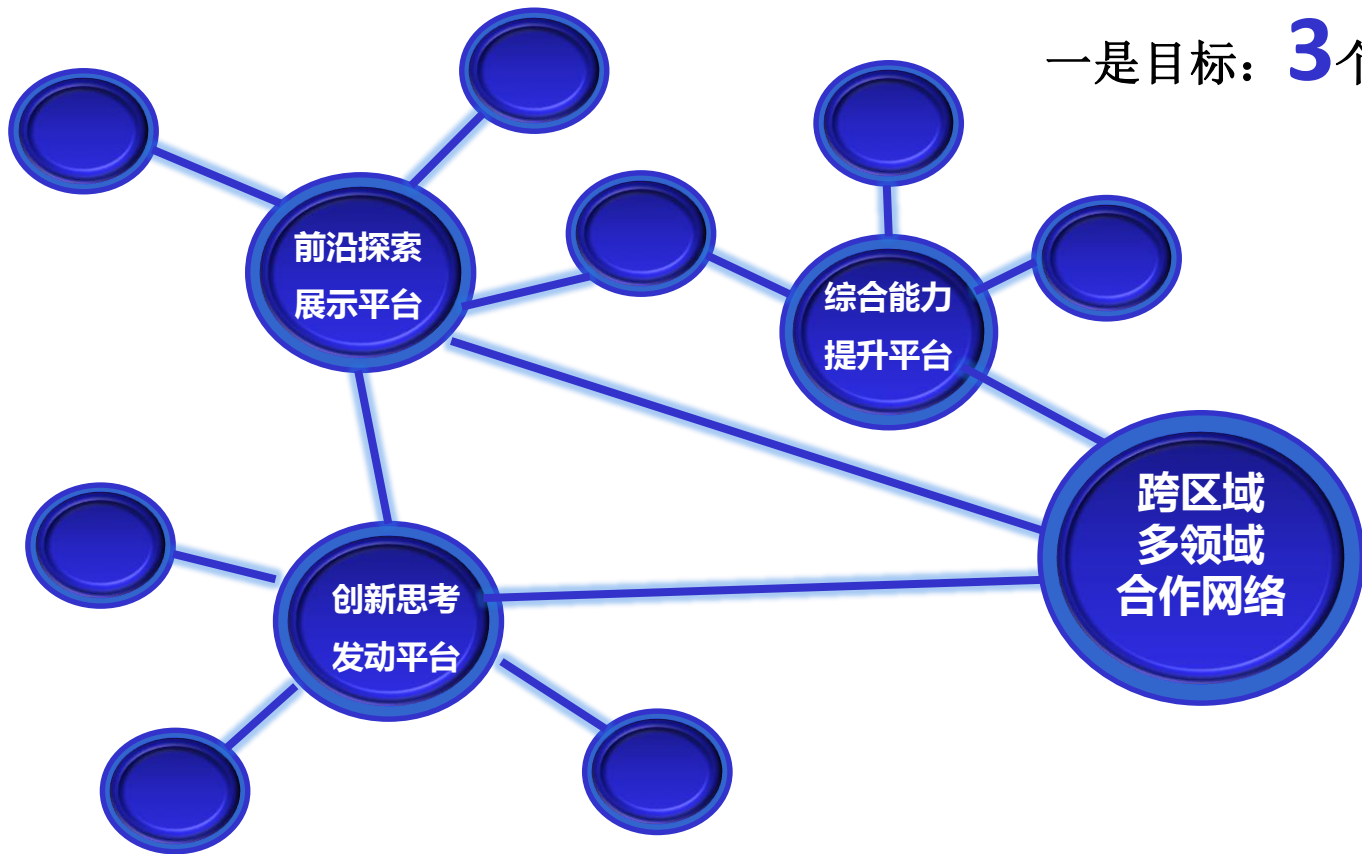 一是目标：3个
前沿探索
展示平台
综合能力
提升平台
跨区域
多领域
合作网络
创新思考
发动平台